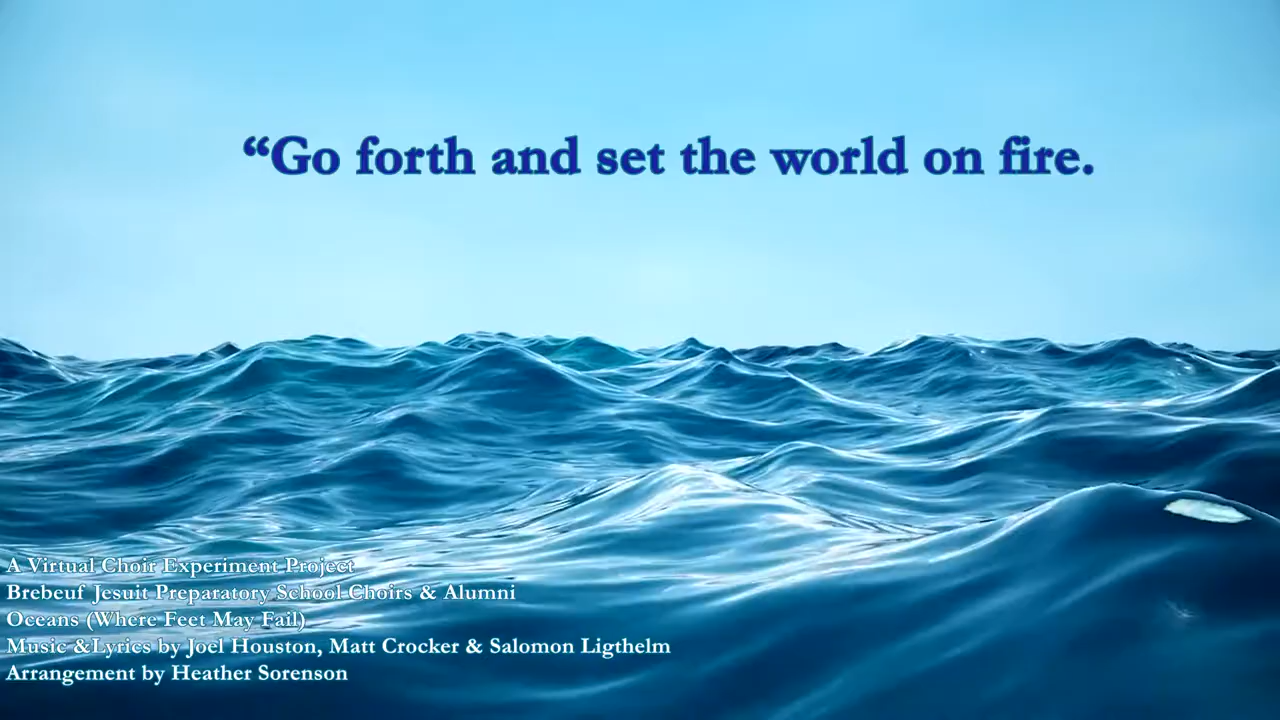 “Go forth and set the world on fire.
A Virtual Choir Experiment Project
Brebeuf Jesuit Preparatory School Choirs & Alumni
Oceans (Where Feet May Fail)
Music &Lyrics by Joel Houston, Matt Crocker & Salomon Ligthelm
Arrangement by Heather Sorenson